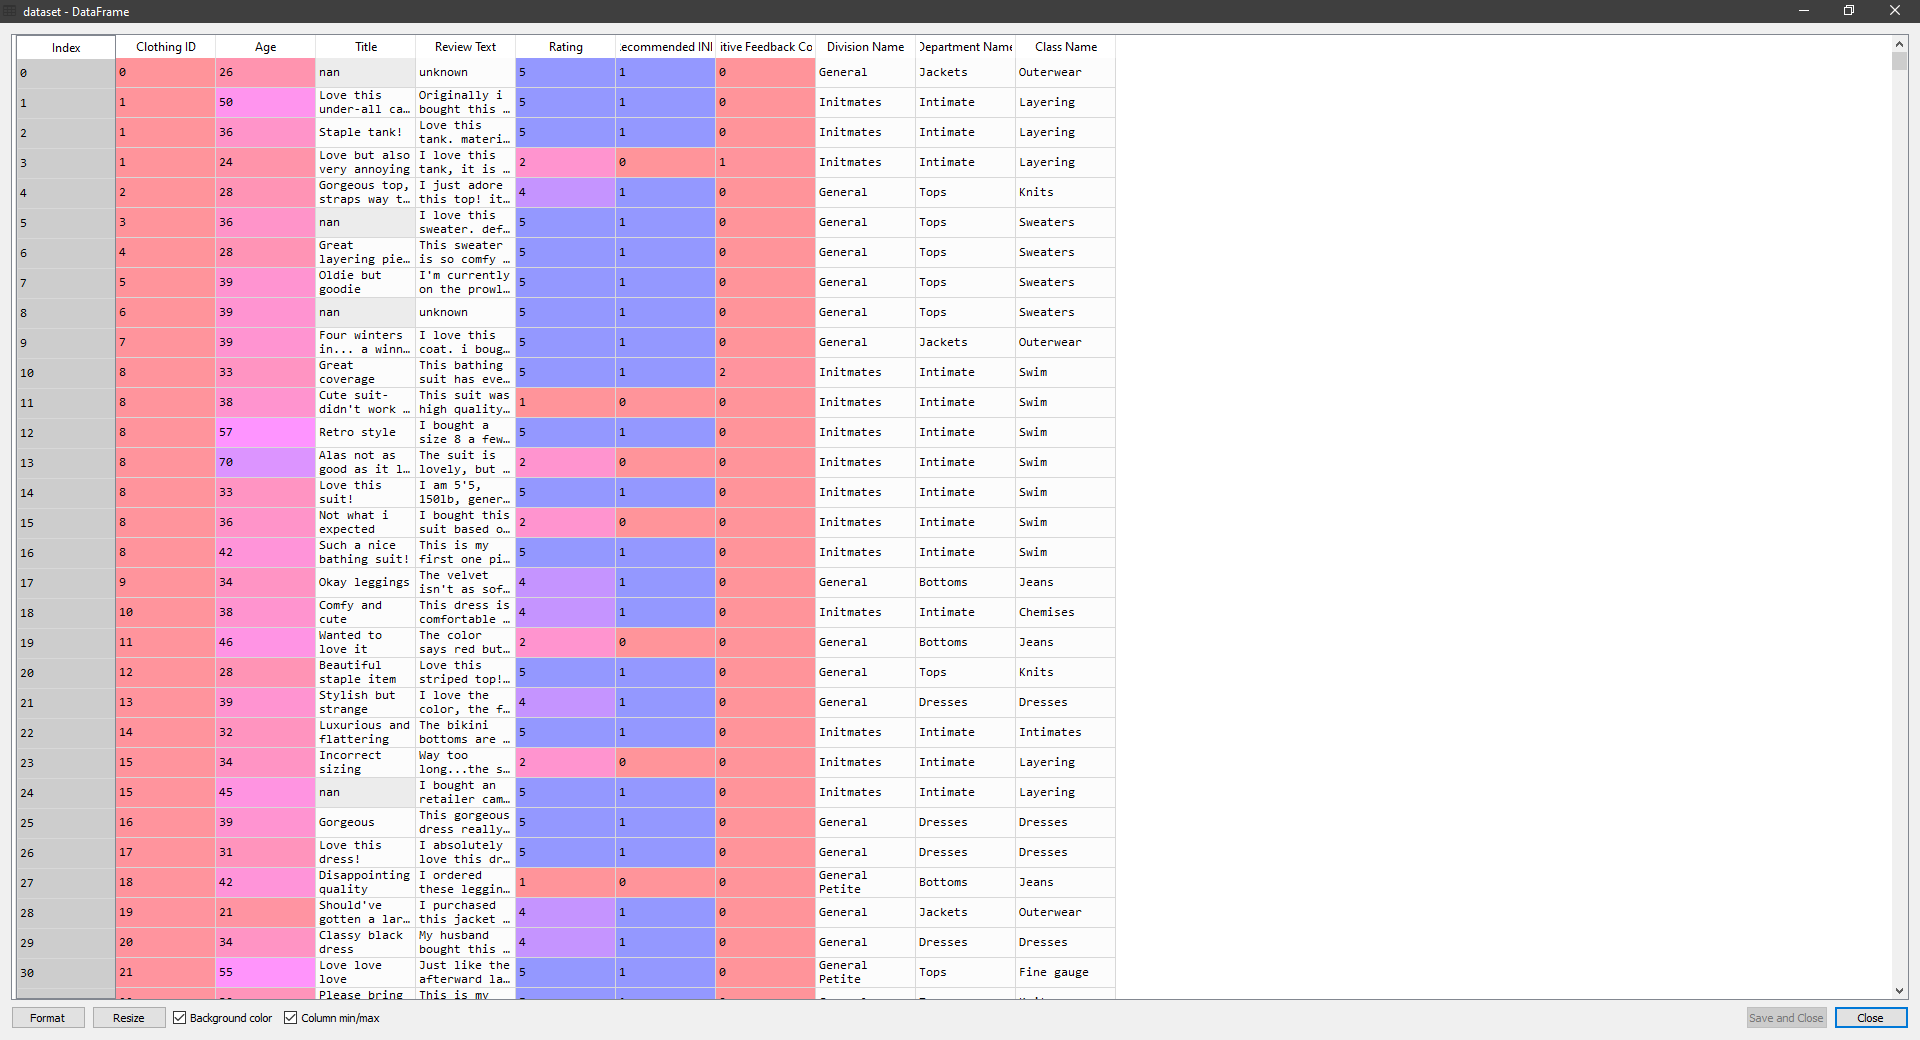 dataset - DataFrame
Index Clothing ID Age Title Review Text Rating ecommended INI itive Feedback Co Division Name Department Name Class Name
0 0 26 nan unknown 5 1 0 General Jackets Outerwear
1 1 50 Love this under-all ca… Originally i bought this … 5 1 0 Initmates Intimate Layering
2 1 36 Staple tank! Love this tank. materi… 5 1 0 Initmates Intimate Layering
3 1 24 Love but also very annoying I love this tank, it is … 2 0 1 Initmates Intimate Layering
4 2 28 Gorgeous top, straps way t… I just adore this top! it… 4 1 0 General Tops Knits
5 3 36 nan I love this sweater. def… 5 1 0 General Tops Sweaters
6 4 28 Great layering pie… This sweater is so comfy … 5 1 0 General Tops Sweaters
7 5 39 Oldie but goodie I'm currently on the prowl… 5 1 0 General Tops Sweaters
8 6 39 nan unknown 5 1 0 General Tops Sweaters
9 7 39 Four winters in... a winn… I love this coat. i boug… 5 1 0 General Jackets Outerwear
10 8 33 Great coverage This bathing suit has eve… 5 1 2 Initmates Intimate Swim
11 8 38 Cute suit- didn't work … This suit was high quality… 1 0 0 Initmates Intimate Swim
12 8 57 Retro style I bought a size 8 a few… 5 1 0 Initmates Intimate Swim
13 8 70 Alas not as good as it l… The suit is lovely, but … 2 0 0 Initmates Intimate Swim
14 8 33 Love this suit! I am 5'5, 150lb, gener… 5 1 0 Initmates Intimate Swim
15 8 36 Not what i expected I bought this suit based o… 2 0 0 Initmates Intimate Swim
16 8 42 Such a nice bathing suit! This is my first one pi… 5 1 0 Initmates Intimate Swim
17 9 34 Okay leggings The velvet isn't as sof… 4 1 0 General Bottoms Jeans
18 10 38 Comfy and cute This dress is comfortable … 4 1 0 Initmates Intimate Chemises
19 11 46 Wanted to love it The color says red but… 2 0 0 General Bottoms Jeans
20 12 28 Beautiful staple item Love this striped top!… 5 1 0 General Tops Knits
21 13 39 Stylish but strange I love the color, the f… 4 1 0 General Dresses Dresses
22 14 32 Luxurious and flattering The bikini bottoms are … 5 1 0 Initmates Intimate Intimates
23 15 34 Incorrect sizing Way too long...the s… 2 0 0 Initmates Intimate Layering
24 15 45 nan I bought an retailer cam… 5 1 0 Initmates Intimate Layering
25 16 39 Gorgeous This gorgeous dress really… 5 1 0 General Dresses Dresses
26 17 31 Love this dress! I absolutely love this dr… 5 1 0 General Dresses Dresses
27 18 42 Disappointing quality I ordered these leggin… 1 0 0 General Petite Bottoms Jeans
28 19 21 Should've gotten a lar… I purchased this jacket … 4 1 0 General Jackets Outerwear
29 20 34 Classy black dress My husband bought this … 4 1 0 General Dresses Dresses
30 21 55 Love love love Just like the afterward la… 5 1 0 General Petite Tops Fine gauge
Please bring This is my
Format Resize Background color Column min/max Save and Close Close